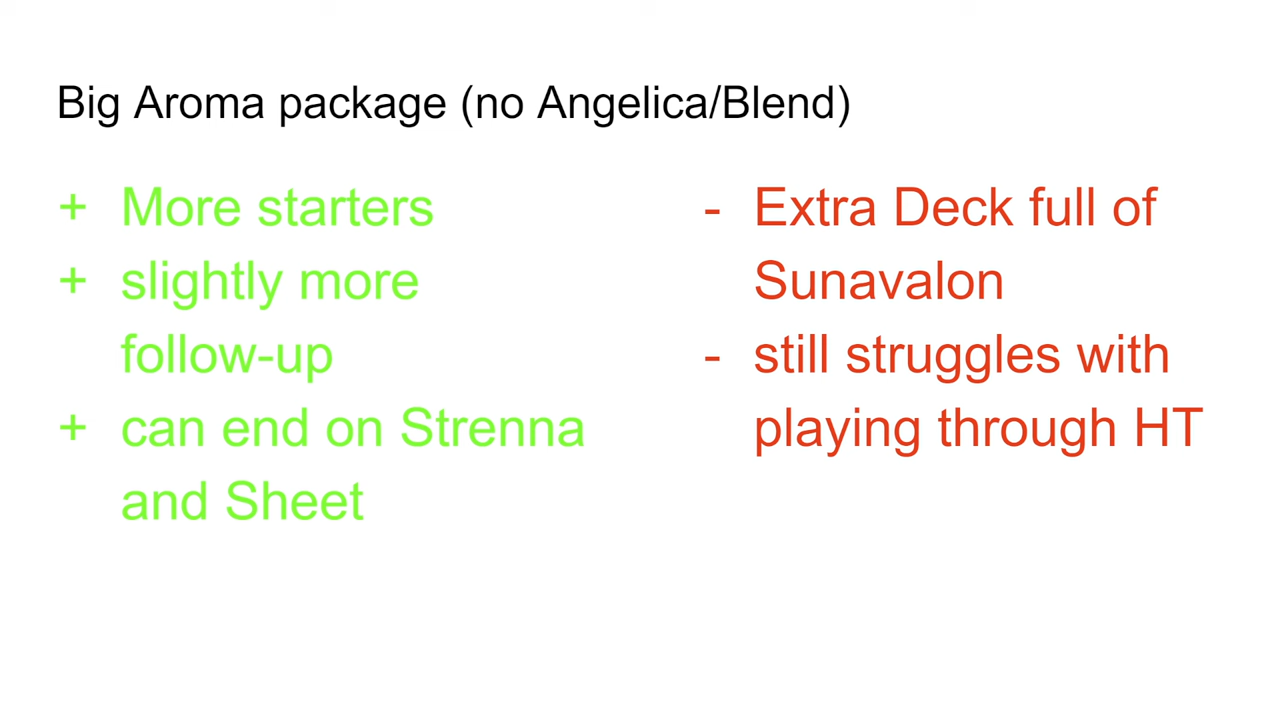 Big Aroma package (no Angelica/Blend)
+ More starters
+ slightly more
follow-up
+ can end on Strenna
and Sheet
- Extra Deck full of
Sunavalon
- still struggles with
playing through HT